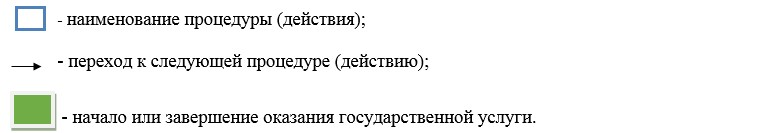 - наименование процедуры (действия);
- переход к следующей процедуре (действию);
- начало или завершение оказания государственной услуги.